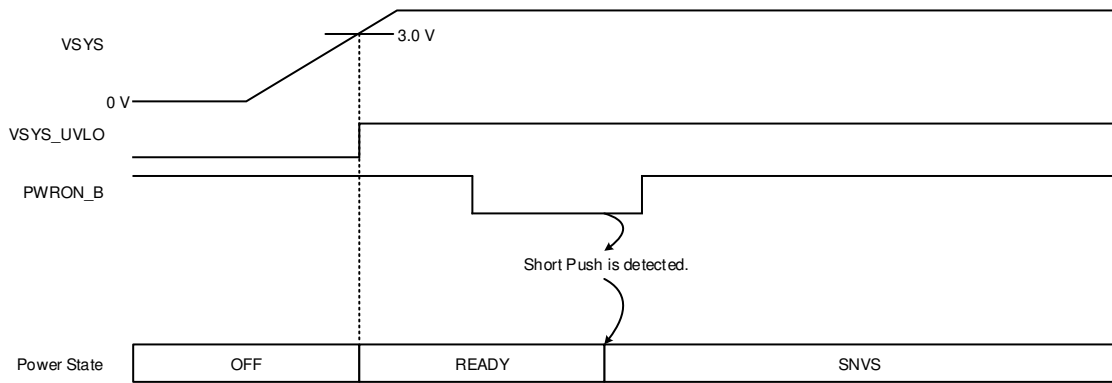 VSYS
3.0 V
0 V
VSYS_UVLO
PWRON_B
Short Push is detected.
Power State
OFF
READY
SNVS